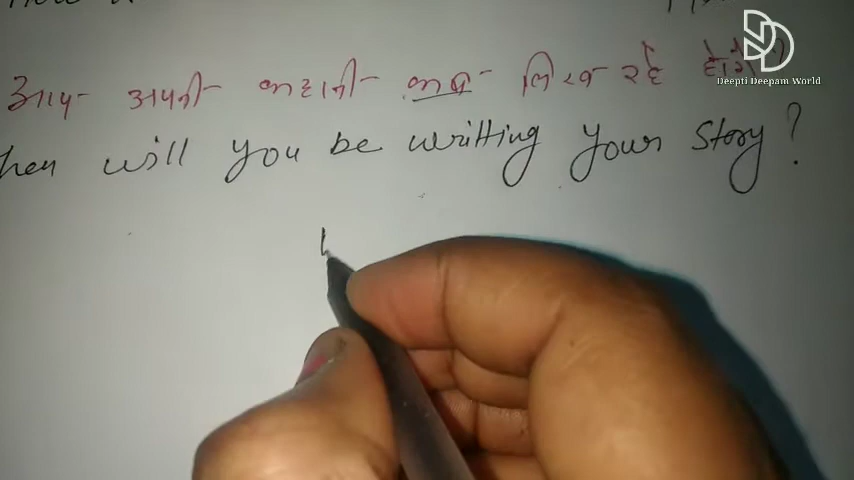 Deepti Deepam World
आप अपनी कहानी कब लिख रहे होंगे?
hen will you be writting your story?